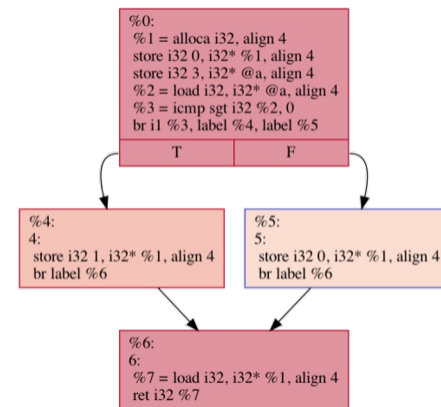 %0:
%1 = alloca i32, align 4
store i32 0, i32* %1, align 4
store i32 3, i32* @a, align 4
%2 = load i32, i32* @a, align 4
%3 = icmp sgt i32 %2, 0
br i1 %3, label %4, label %5
T
F
%4:
4:
store i32 1, i32* %1, align 4
br label %6
%5:
5:
store i32 0, i32* %1, align 4
br label %6
%6:
6:
%7 = load i32, i32* %1, align 4
ret i32 %7